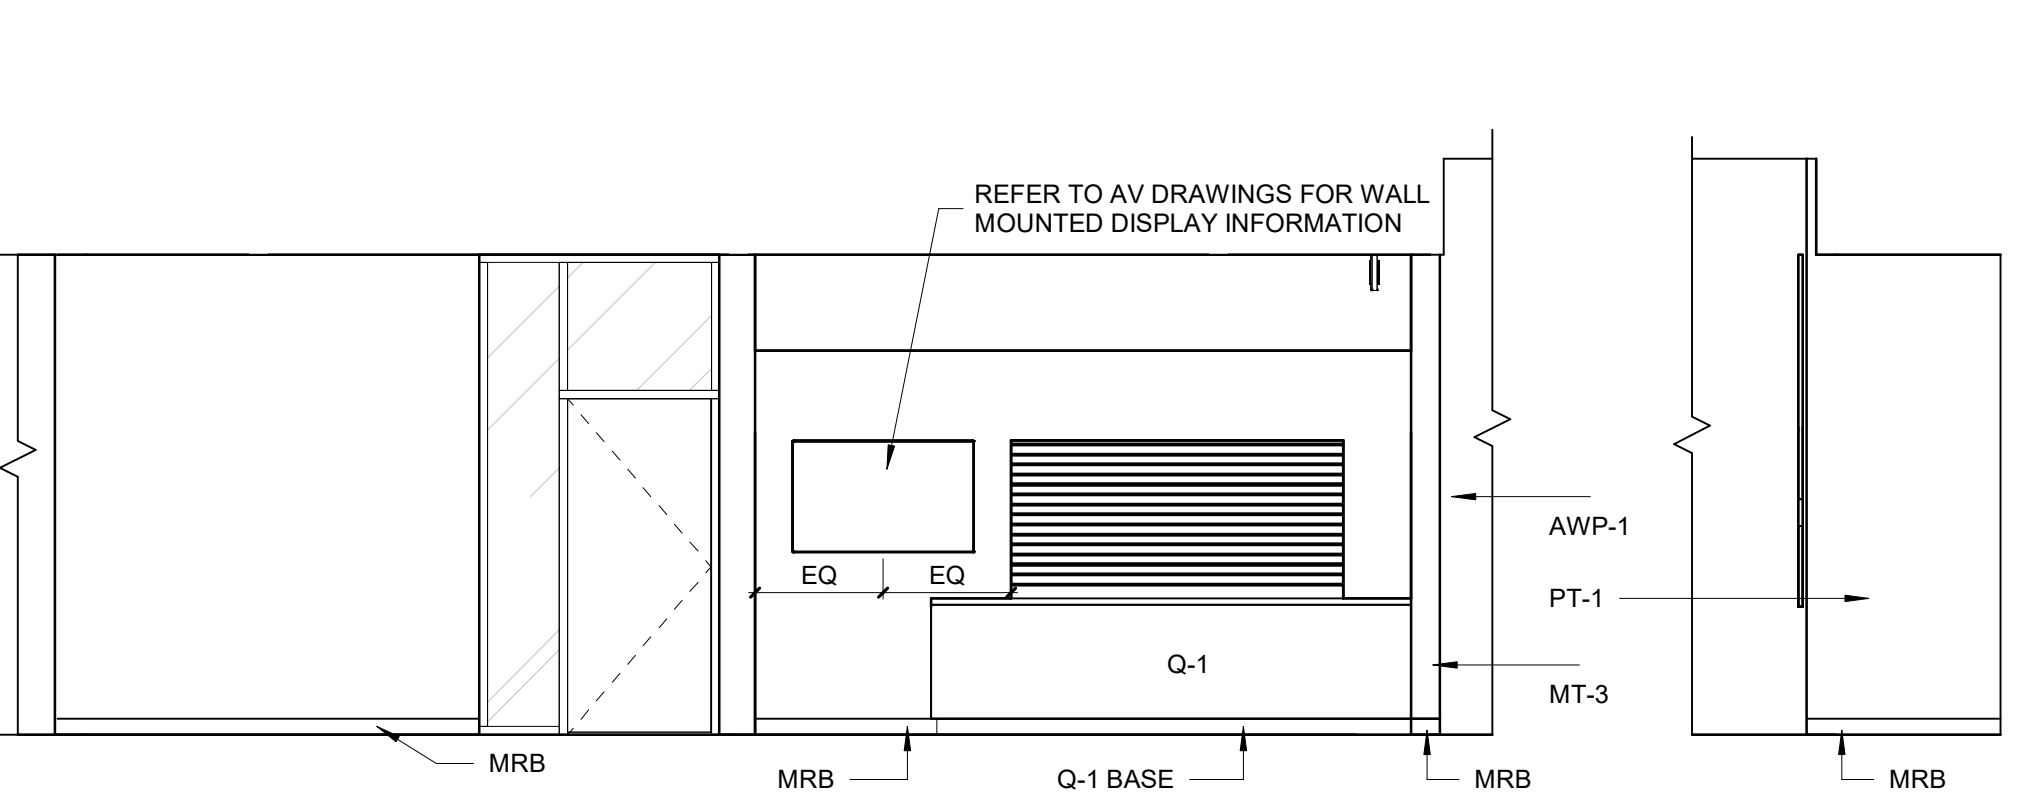 REFER TO AV DRAWINGS FOR WALL
MOUNTED DISPLAY INFORMATION
AWP-1
EQ
EQ
PT-1
Q-1
MT-3
MRB
MRB
Q-1 BASE
MRB
MRB